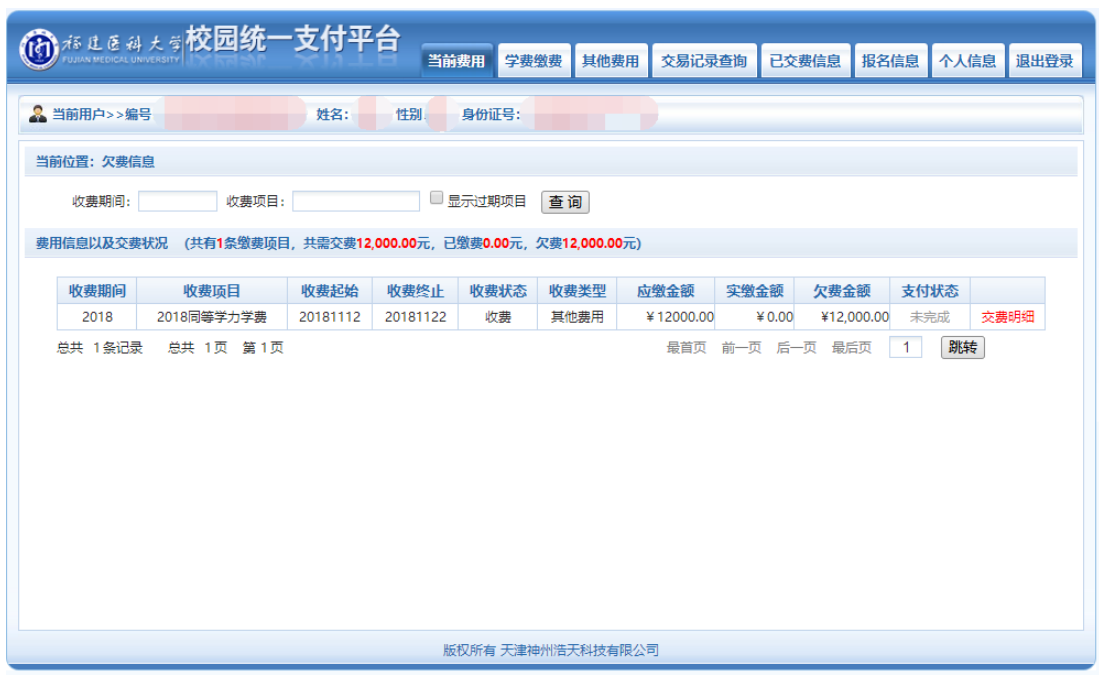 福建医科大学 校园统一支付平台
FUJIAN MEDICAL UNIVERSITY
当前费用 学费缴费 其他费用 交易记录查询 已交费信息 报名信息 个人信息 退出登录
当前用户>>编号 姓名: 性别 身份证号:
当前位置: 欠费信息
收费期间: 收费项目: 显示过期项目 查 询
费用信息以及交费状况 (共有1条缴费项目, 共需交费12,000.00元, 已缴费0.00元, 欠费12,000.00元)
收费期间 收费项目 收费起始 收费终止 收费状态 收费类型 应缴金额 实缴金额 欠费金额 支付状态
2018 2018同等学力学费 20181112 20181122 收费 其他费用 ¥12000.00 ¥0.00 ¥12,000.00 未完成 交费明细
总共 1条记录 总共 1页 第1页 最首页 前一页 后一页 最后页 1 跳转
版权所有 天津神州浩天科技有限公司